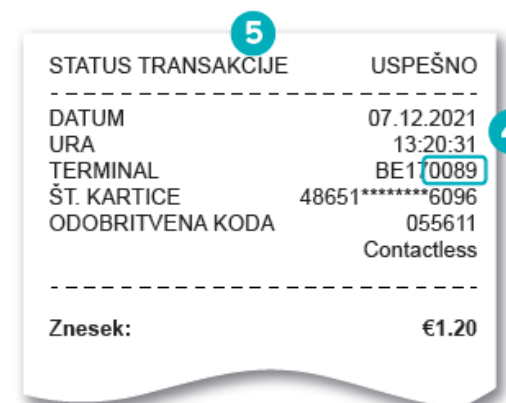 5
STATUS TRANSAKCIJE USPEŠNO
DATUM 07.12.2021
URA 13:20:31
4
TERMINAL BE170089
ŠT. KARTICE 48651********6096
ODOBRITVENA KODA 055611
Contactless
Znesek: €1.20